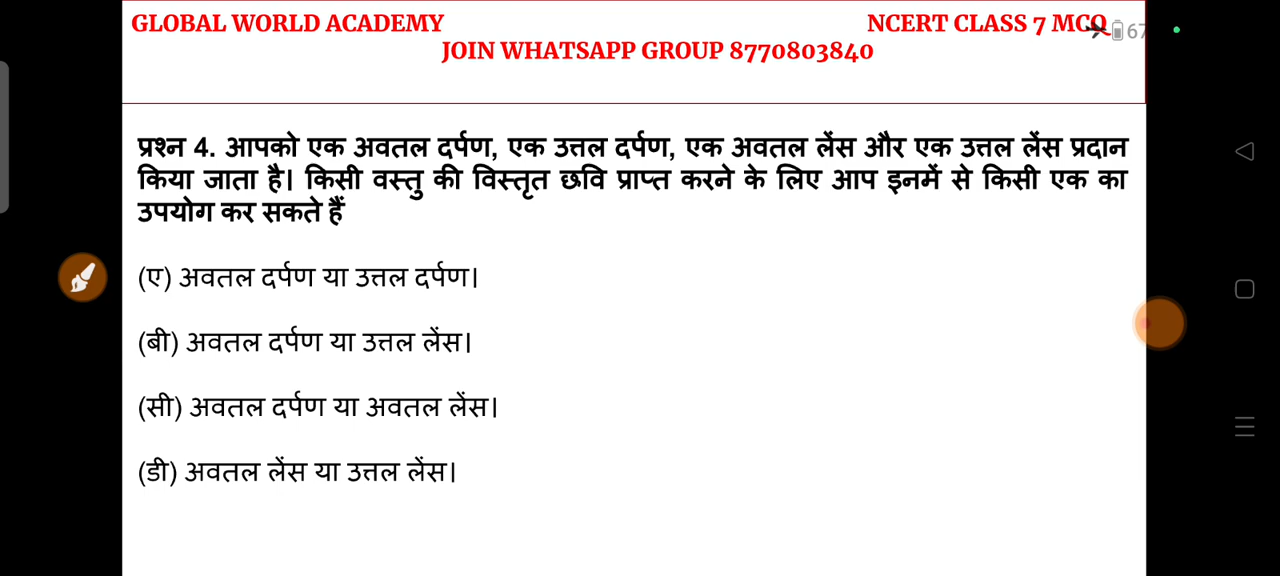 GLOBAL WORLD ACADEMY NCERT CLASS 7 MCQ
67
JOIN WHATSAPP GROUP 8770803840
प्रश्न 4. आपको एक अवतल दर्पण, एक उत्तल दर्पण, एक अवतल लेंस और एक उत्तल लेंस प्रदान
किया जाता है। किसी वस्तु की विस्तृत छवि प्राप्त करने के लिए आप इनमें से किसी एक का
उपयोग कर सकते हैं
(ए) अवतल दर्पण या उत्तल दर्पण।
(बी) अवतल दर्पण या उत्तल लेंस।
(सी) अवतल दर्पण या अवतल लेंस।
(डी) अवतल लेंस या उत्तल लेंस।